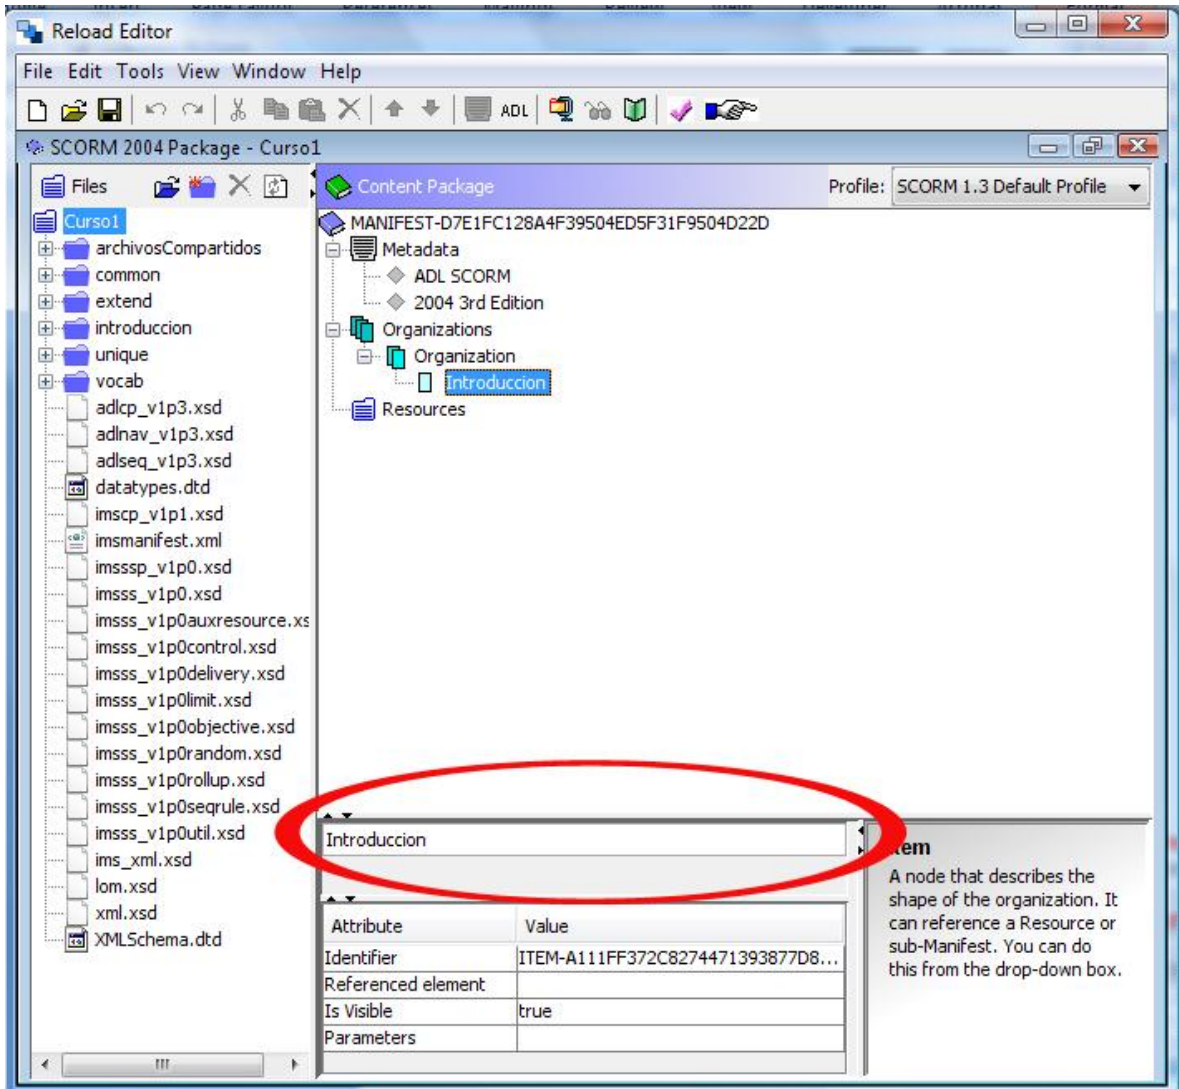 Reload Editor
File Edit Tools View Window Help
ADL
SCORM 2004 Package - Curso1
Files
Content Package
Profile: SCORM 1.3 Default Profile
Curso1
archivosCompartidos
common
extend
introduccion
unique
vocab
adlcp_v1p3.xsd
adlnav_v1p3.xsd
adlseq_v1p3.xsd
datatypes.dtd
imscp_v1p1.xsd
imsmanifest.xml
imsssp_v1p0.xsd
imsss_v1p0.xsd
imsss_v1p0auxresource.xs
imsss_v1p0control.xsd
imsss_v1p0delivery.xsd
imsss_v1p0limit.xsd
imsss_v1p0objective.xsd
imsss_v1p0random.xsd
imsss_v1p0rollup.xsd
imsss_v1p0seqrule.xsd
imsss_v1p0util.xsd
ims_xml.xsd
lom.xsd
xml.xsd
XMLSchema.dtd
MANIFEST-D7E1FC128A4F39504ED5F31F9504D22D
Metadata
ADL SCORM
2004 3rd Edition
Organizations
Organization
Introduccion
Resources
Introduccion
Attribute Value
Identifier ITEM-A111FF372C8274471393877D8...
Referenced element
Is Visible true
Parameters
Item
A node that describes the
shape of the organization. It
can reference a Resource or
sub-Manifest. You can do
this from the drop-down box.